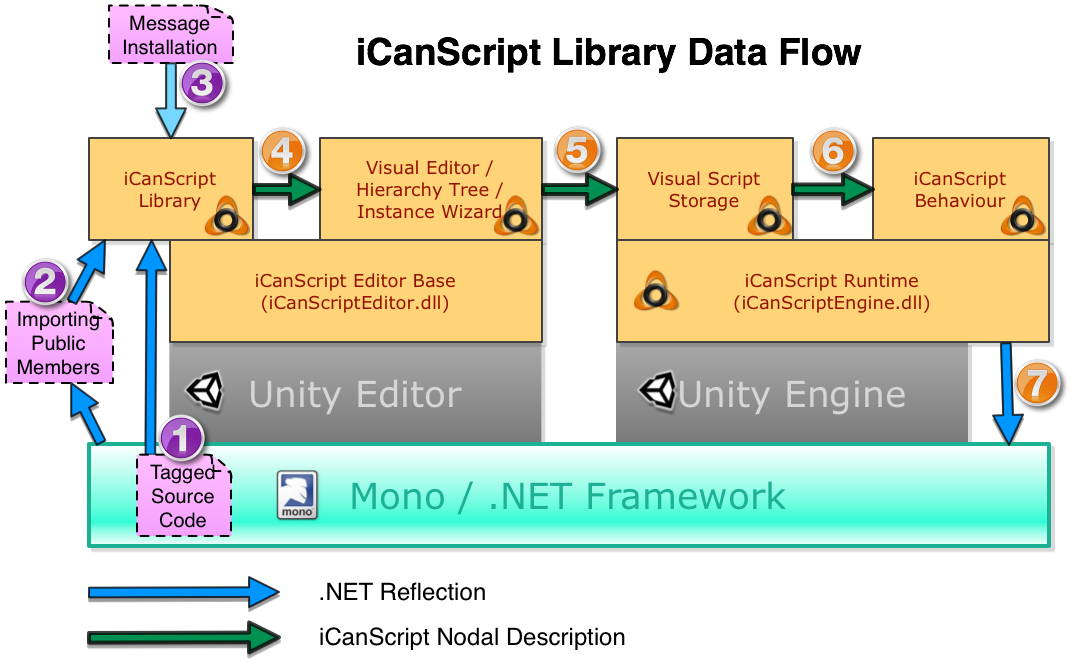 Message
Installation
iCanScript Library Data Flow
3
4
5
6
iCanScript
Library
Visual Editor /
Hierarchy Tree /
Instance Wizard
Visual Script
Storage
iCanScript
Behaviour
2
iCanScript Editor Base
(iCanScriptEditor.dll)
iCanScript Runtime
(iCanScriptEngine.dll)
Importing
Public
Members
Unity Editor
Unity Engine
7
1
Tagged
Source
Code
mono
Mono / .NET Framework
.NET Reflection
iCanScript Nodal Description